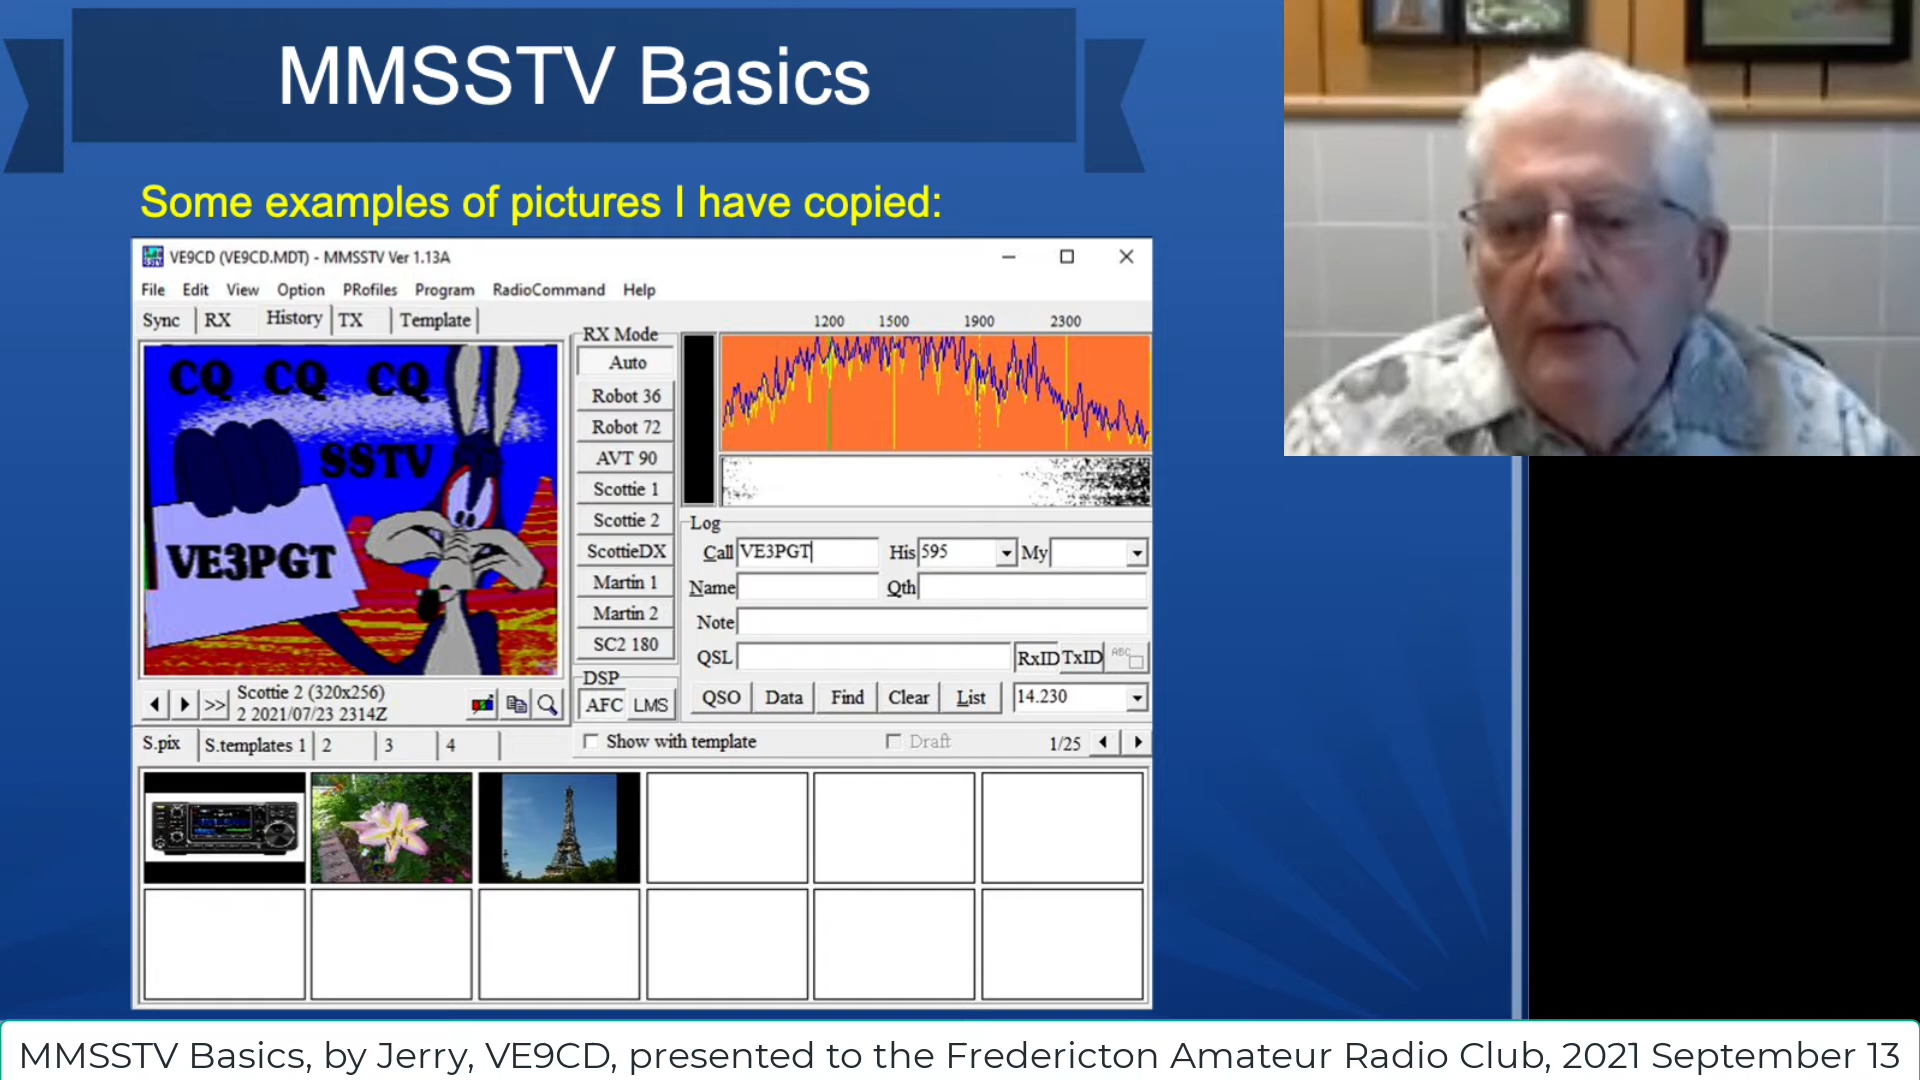 MMSSTV Basics
Some examples of pictures I have copied:
VE9CD (VE9CD.MDT) - MMSSTV Ver 1.13A
File Edit View Option PRofiles Program RadioCommand Help
Sync RX History TX Template
CQ CQ CQ
SSTV
VE3PGT
Scottie 2 (320x256)
2 2021/07/23 2314Z
RX Mode
Auto
Robot 36
Robot 72
AVT 90
Scottie 1
Scottie 2
ScottieDX
Martin 1
Martin 2
SC2 180
DSP
AFC LMS
1200 1500 1900 2300
Log
Call VE3PGT His 595 My
Name Qth
Note
QSL RxID TxID ABC
QSO Data Find Clear List 14.230
S.pix S.templates 1 2 3 4
Show with template Draft 1/25
>>
MMSSTV Basics, by Jerry, VE9CD, presented to the Fredericton Amateur Radio Club, 2021 September 13